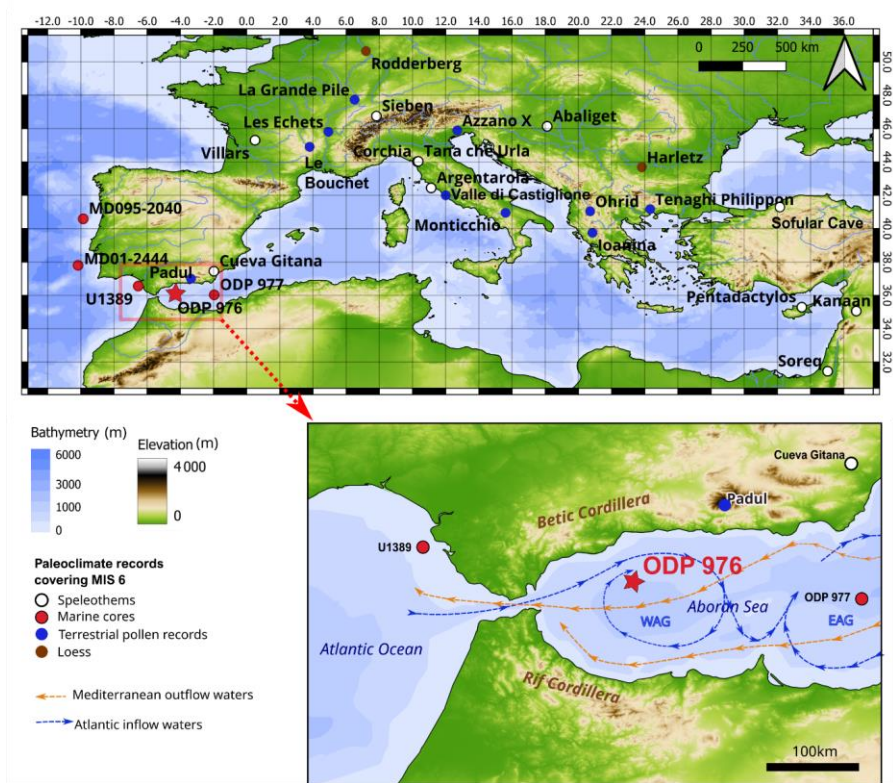 -12.0 -10.0 -8.0 -6.0 -4.0 -2.0 0.0 2.0 4.0 6.0 8.0 10.0 12.0 14.0 16.0 18.0 20.0 22.0 24.0 26.0 28.0 30.0 32.0 34.0 36.0
50.0
48.0
46.0
44.0
42.0
40.0
38.0
36.0
34.0
32.0
0 250 500 km
Rodderberg
La Grande Pile
Sieben
Les Echets
Azzano X
Abaliget
Villars
Le
Bouchet
Corchia
Tana che Urla
Harletz
Argentarola
Valle di Castiglione
MD095-2040
Ohrid
Tenaghi Philippon
Monticchio
Sofular Cave
Ioanina
MD01-2444
Padul
Cueva Gitana
U1389
ODP 977
ODP 976
Pentadactylos
Kanaan
Soreq
Bathymetry (m)
6000
3000
1000
0
Elevation (m)
4 000
0
Paleoclimate records
covering MIS 6
Speleothems
Marine cores
Terrestrial pollen records
Loess
Mediterranean outflow waters
Atlantic inflow waters
Cueva Gitana
Betic Cordillera
Padul
U1389
ODP 976
ODP 977
Aboran Sea
WAG
EAG
Atlantic Ocean
Rif Cordillera
100km